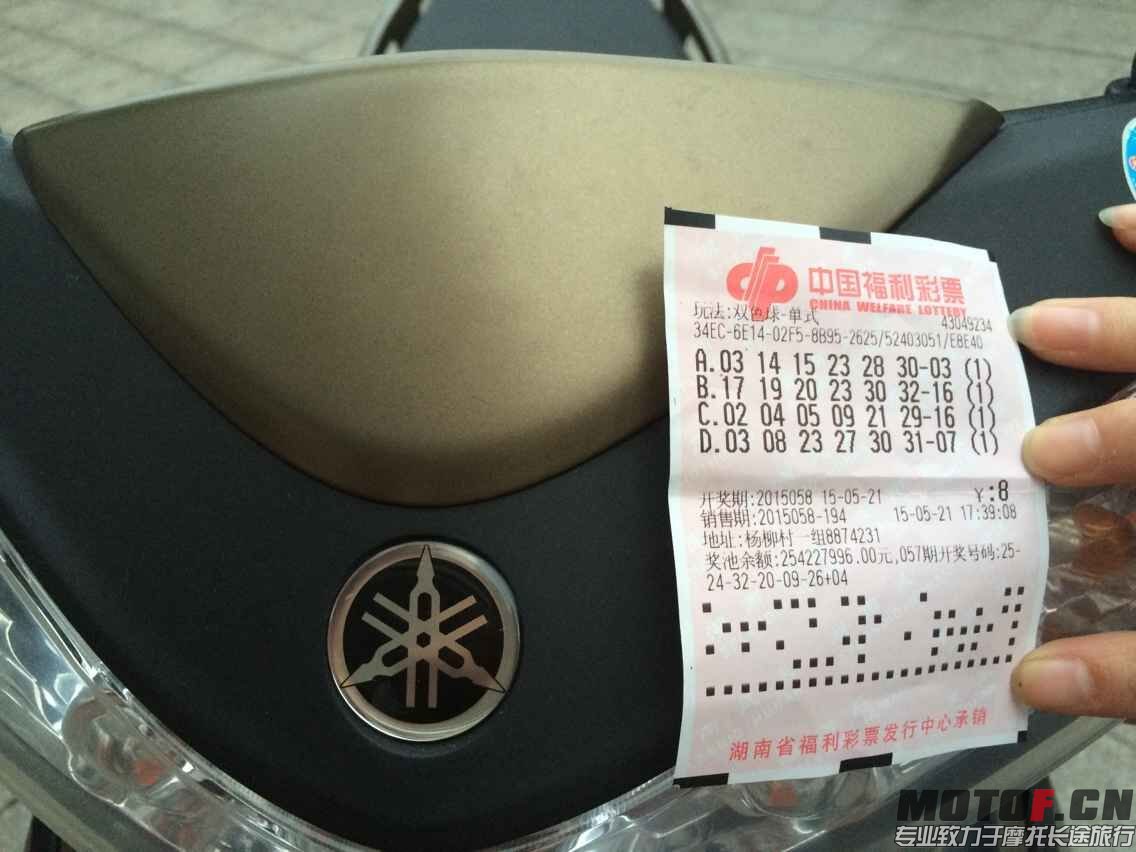 中国福利彩票
CHINA WELFARE LOTTERY
玩法:双色球-单式 43049234
34EC-6E14-02F5-8B95-2625/52403051/E8E40
A.03 14 15 23 28 30-03 (1)
B.17 19 20 23 30 32-16 (1)
C.02 04 05 09 21 29-16 (1)
D.03 08 23 27 30 31-07 (1)
开奖期:2015058 15-05-21 ￥:8
销售期:2015058-194 15-05-21 17:39:08
地址:杨柳村一组8874231
奖池余额:254227996.00元,057期开奖号码:25-
24-32-20-09-26+04
湖南省福利彩票发行中心承销
MOTOF.CN
专业致力于摩托长途旅行